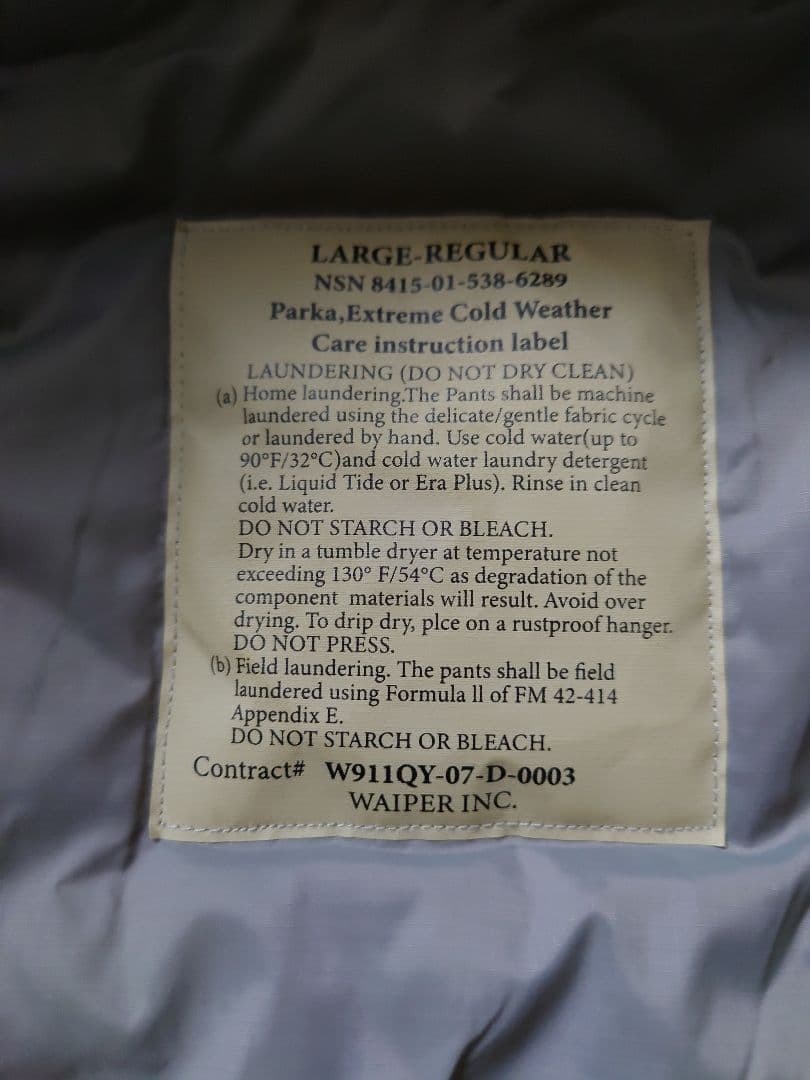 LARGE-REGULAR
NSN 8415-01-538-6289
Parka,Extreme Cold Weather
Care instruction label
LAUNDERING (DO NOT DRY CLEAN)
(a) Home laundering.The Pants shall be machine
laundered using the delicate/gentle fabric cycle
or laundered by hand. Use cold water(up to
90°F/32°C)and cold water laundry detergent
(i.e. Liquid Tide or Era Plus). Rinse in clean
cold water.
DO NOT STARCH OR BLEACH.
Dry in a tumble dryer at temperature not
exceeding 130° F/54°C as degradation of the
component materials will result. Avoid over
drying. To drip dry, plce on a rustproof hanger.
DO NOT PRESS.
(b) Field laundering. The pants shall be field
laundered using Formula ll of FM 42-414
Appendix E.
DO NOT STARCH OR BLEACH.
Contract# W911QY-07-D-0003
WAIPER INC.